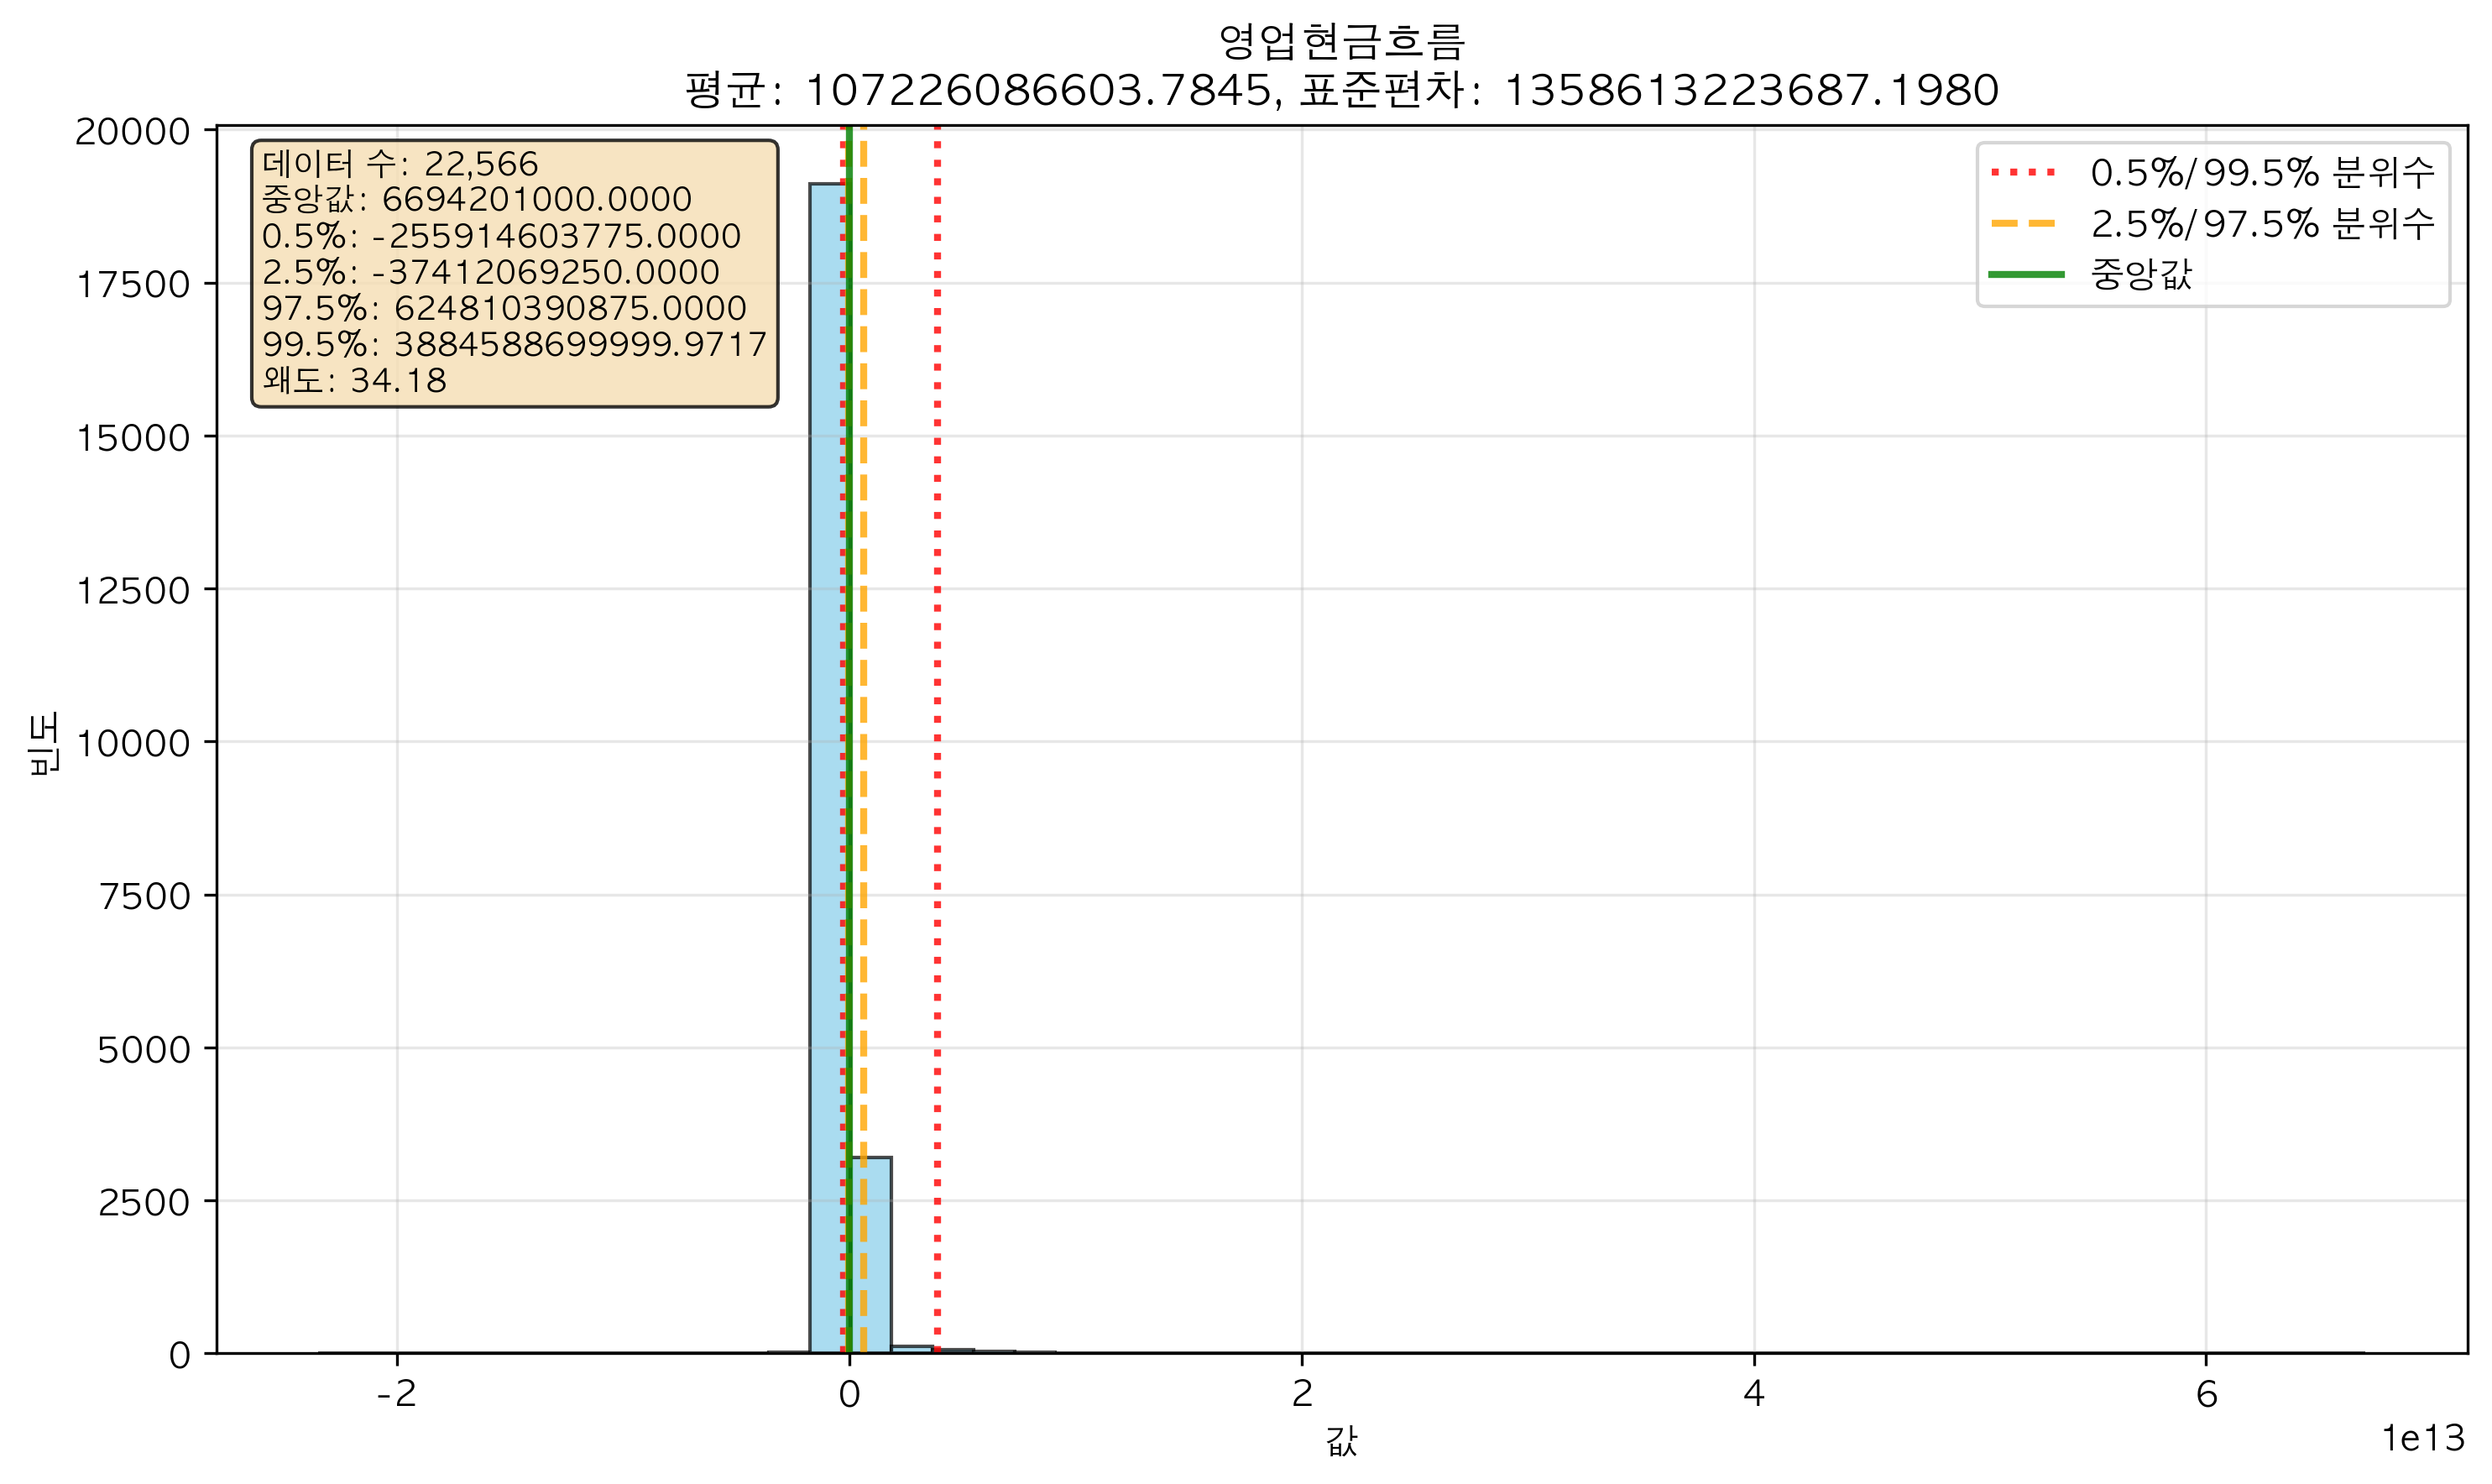 영업현금흐름
평균: 107226086603.7845, 표준편차: 1358613223687.1980
데이터 수: 22,566
중앙값: 6694201000.0000
0.5%: -255914603775.0000
2.5%: -37412069250.0000
97.5%: 624810390875.0000
99.5%: 3884588699999.9717
왜도: 34.18
0.5%/99.5% 분위수
2.5%/97.5% 분위수
중앙값
20000
17500
15000
12500
10000
7500
5000
2500
0
빈도
-2
0
2
4
6
1e13
값